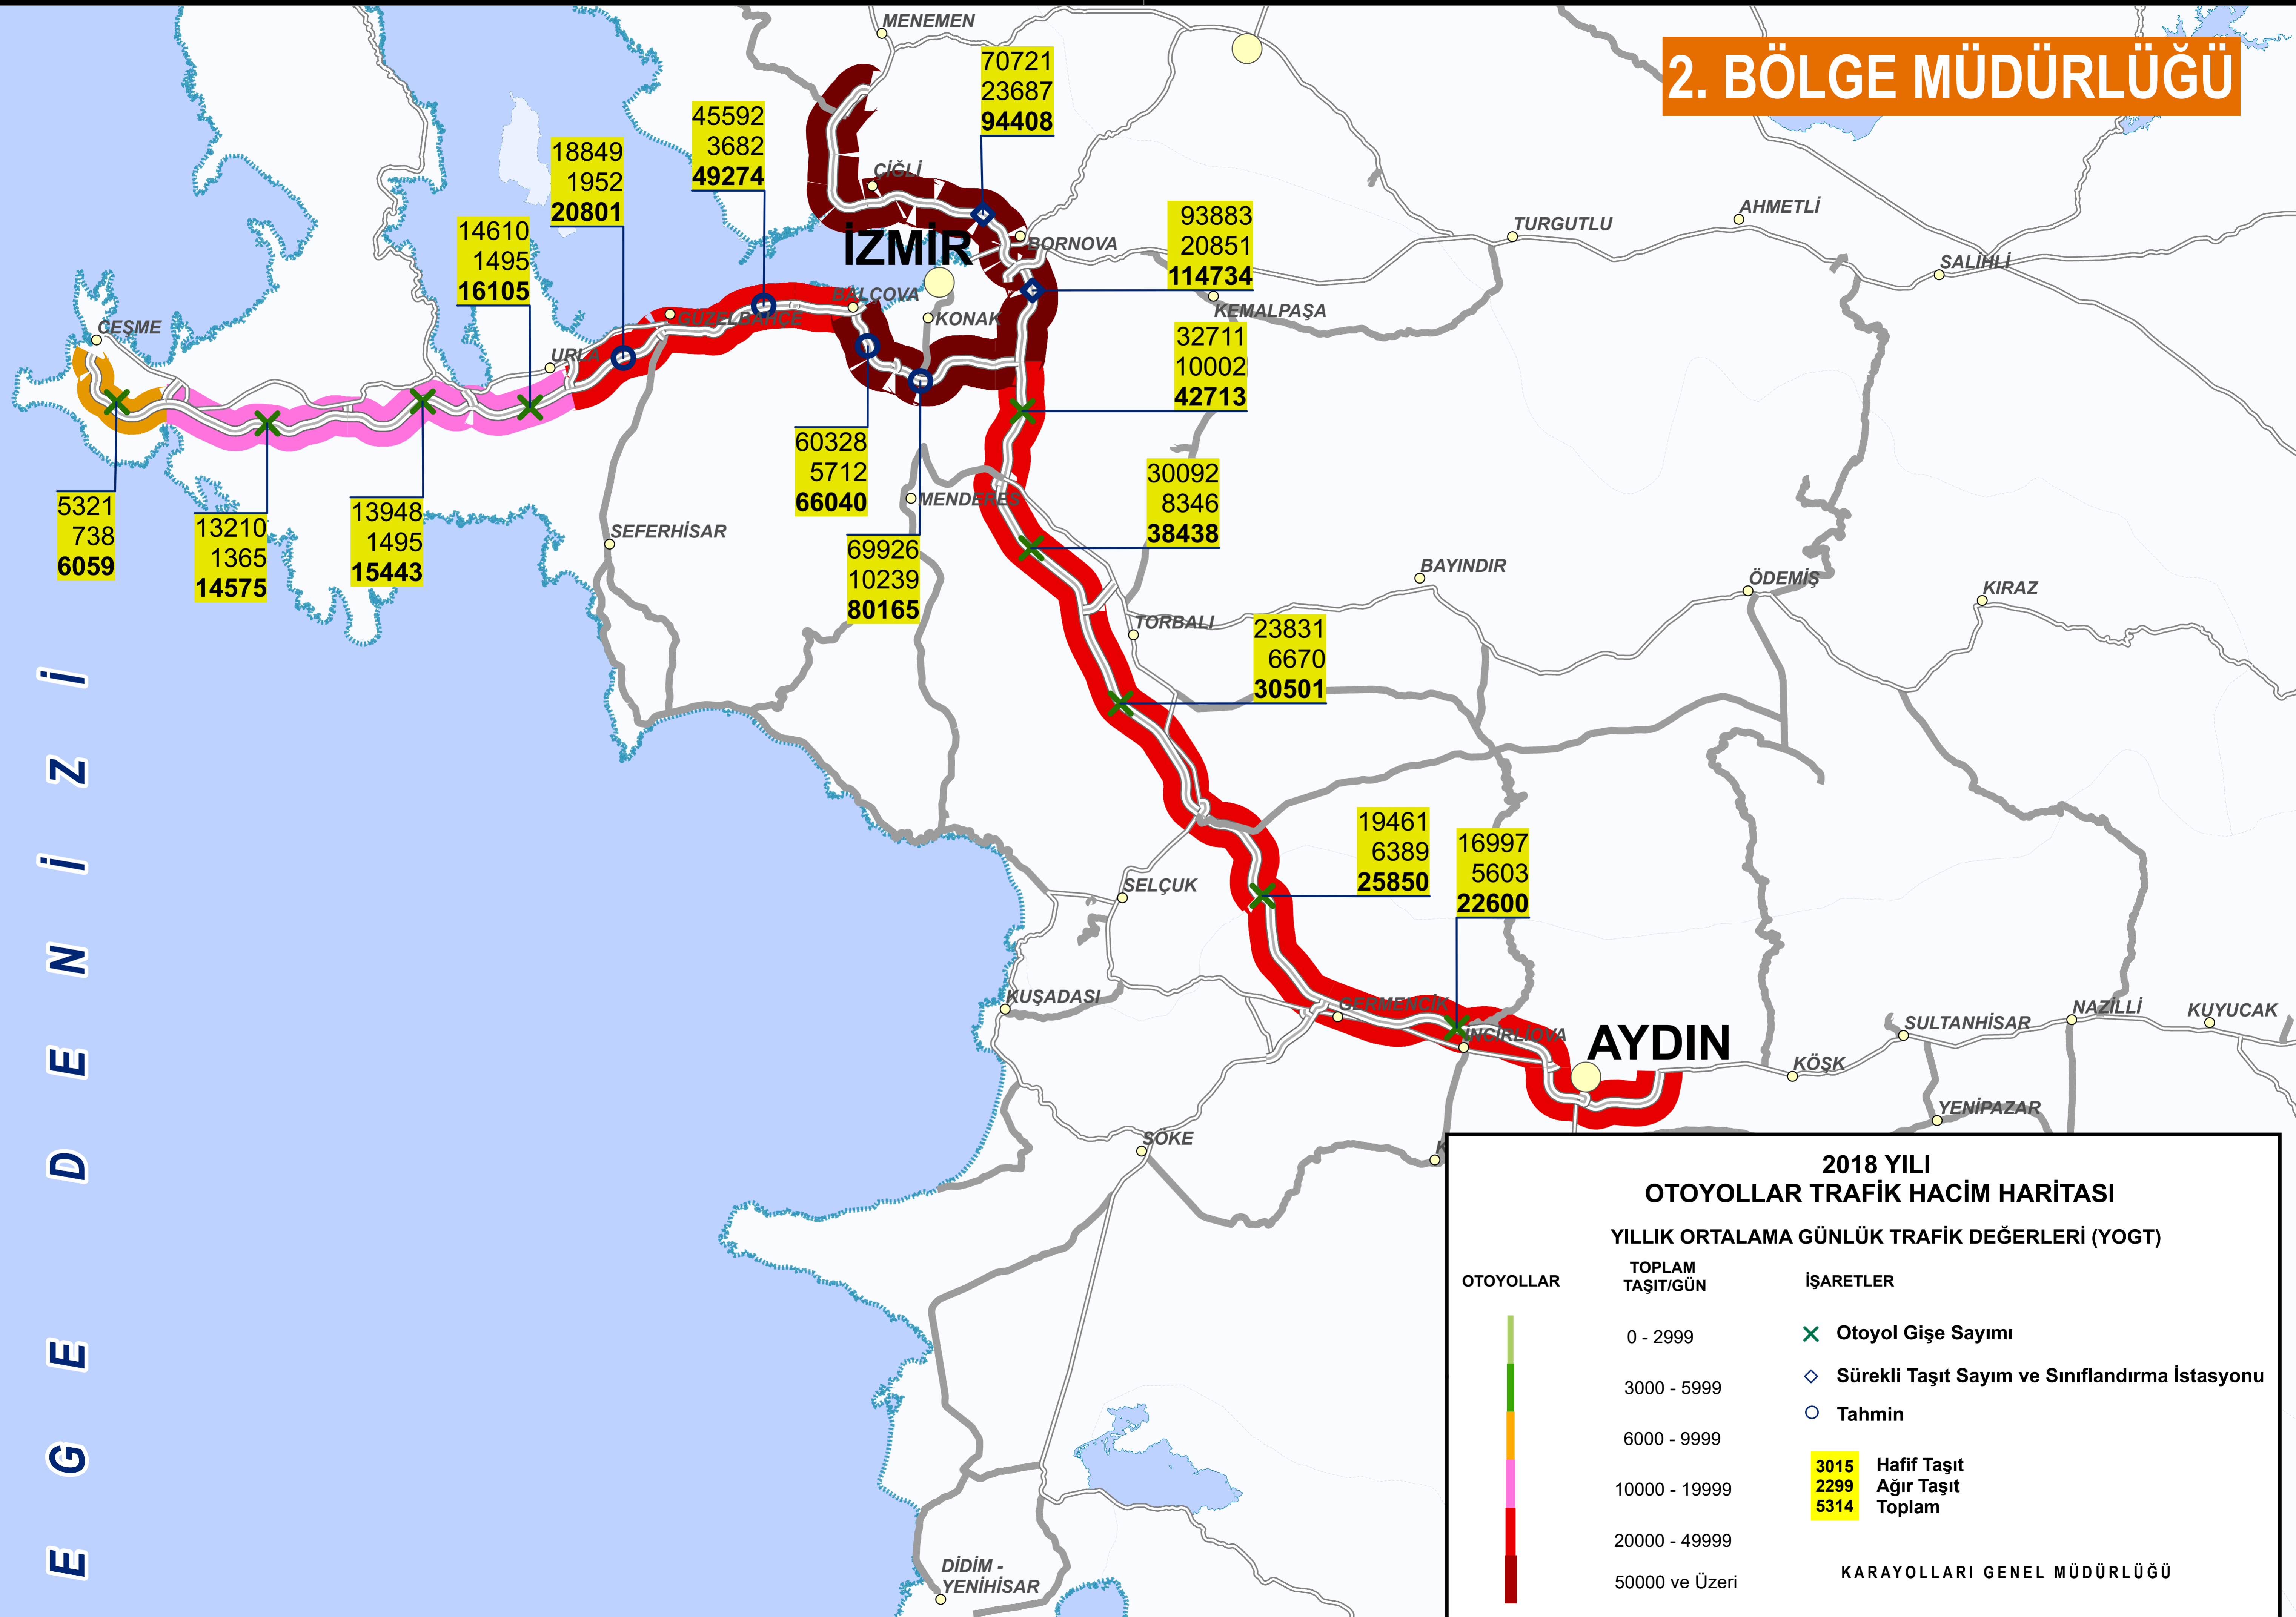 2. BÖLGE MÜDÜRLÜĞÜ
MENEMEN
70721
23687
94408
45592
3682
49274
18849
1952
20801
14610
1495
16105
ÇİĞLİ
İZMİR
BORNOVA
93883
20851
114734
TURGUTLU
AHMETLİ
SALİHLİ
KEMALPAŞA
BALÇOVA
KONAK
GÜZELBAHÇE
ÇEŞME
URLA
32711
10002
42713
60328
5712
66040
MENDERES
30092
8346
38438
5321
738
6059
13210
1365
14575
13948
1495
15443
SEFERHİSAR
69926
10239
80165
BAYINDIR
ÖDEMİŞ
KIRAZ
TORBALI
23831
6670
30501
19461
6389
25850
16997
5603
22600
SELÇUK
KUŞADASI
GERMENCİK
İNCİRLİOVA
AYDIN
SULTANHİSAR
NAZİLLİ
KUYUCAK
KÖŞK
YENİPAZAR
SÖKE
DİDİM -
YENİHİSAR
EGE DENİZİ
2018 YILI
OTOYOLLAR TRAFİK HACİM HARİTASI
YILLIK ORTALAMA GÜNLÜK TRAFİK DEĞERLERİ (YOGT)
OTOYOLLAR
TOPLAM
TAŞIT/GÜN
İŞARETLER
0 - 2999
3000 - 5999
6000 - 9999
10000 - 19999
20000 - 49999
50000 ve Üzeri
Otoyol Gişe Sayımı
Sürekli Taşıt Sayım ve Sınıflandırma İstasyonu
Tahmin
3015 Hafif Taşıt
2299 Ağır Taşıt
5314 Toplam
KARAYOLLARI GENEL MÜDÜRLÜĞÜ